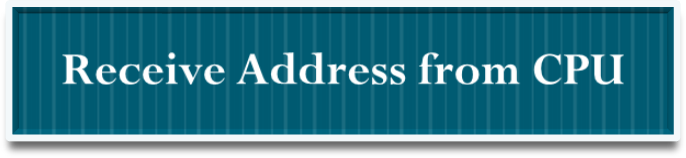 Receive Address from CPU